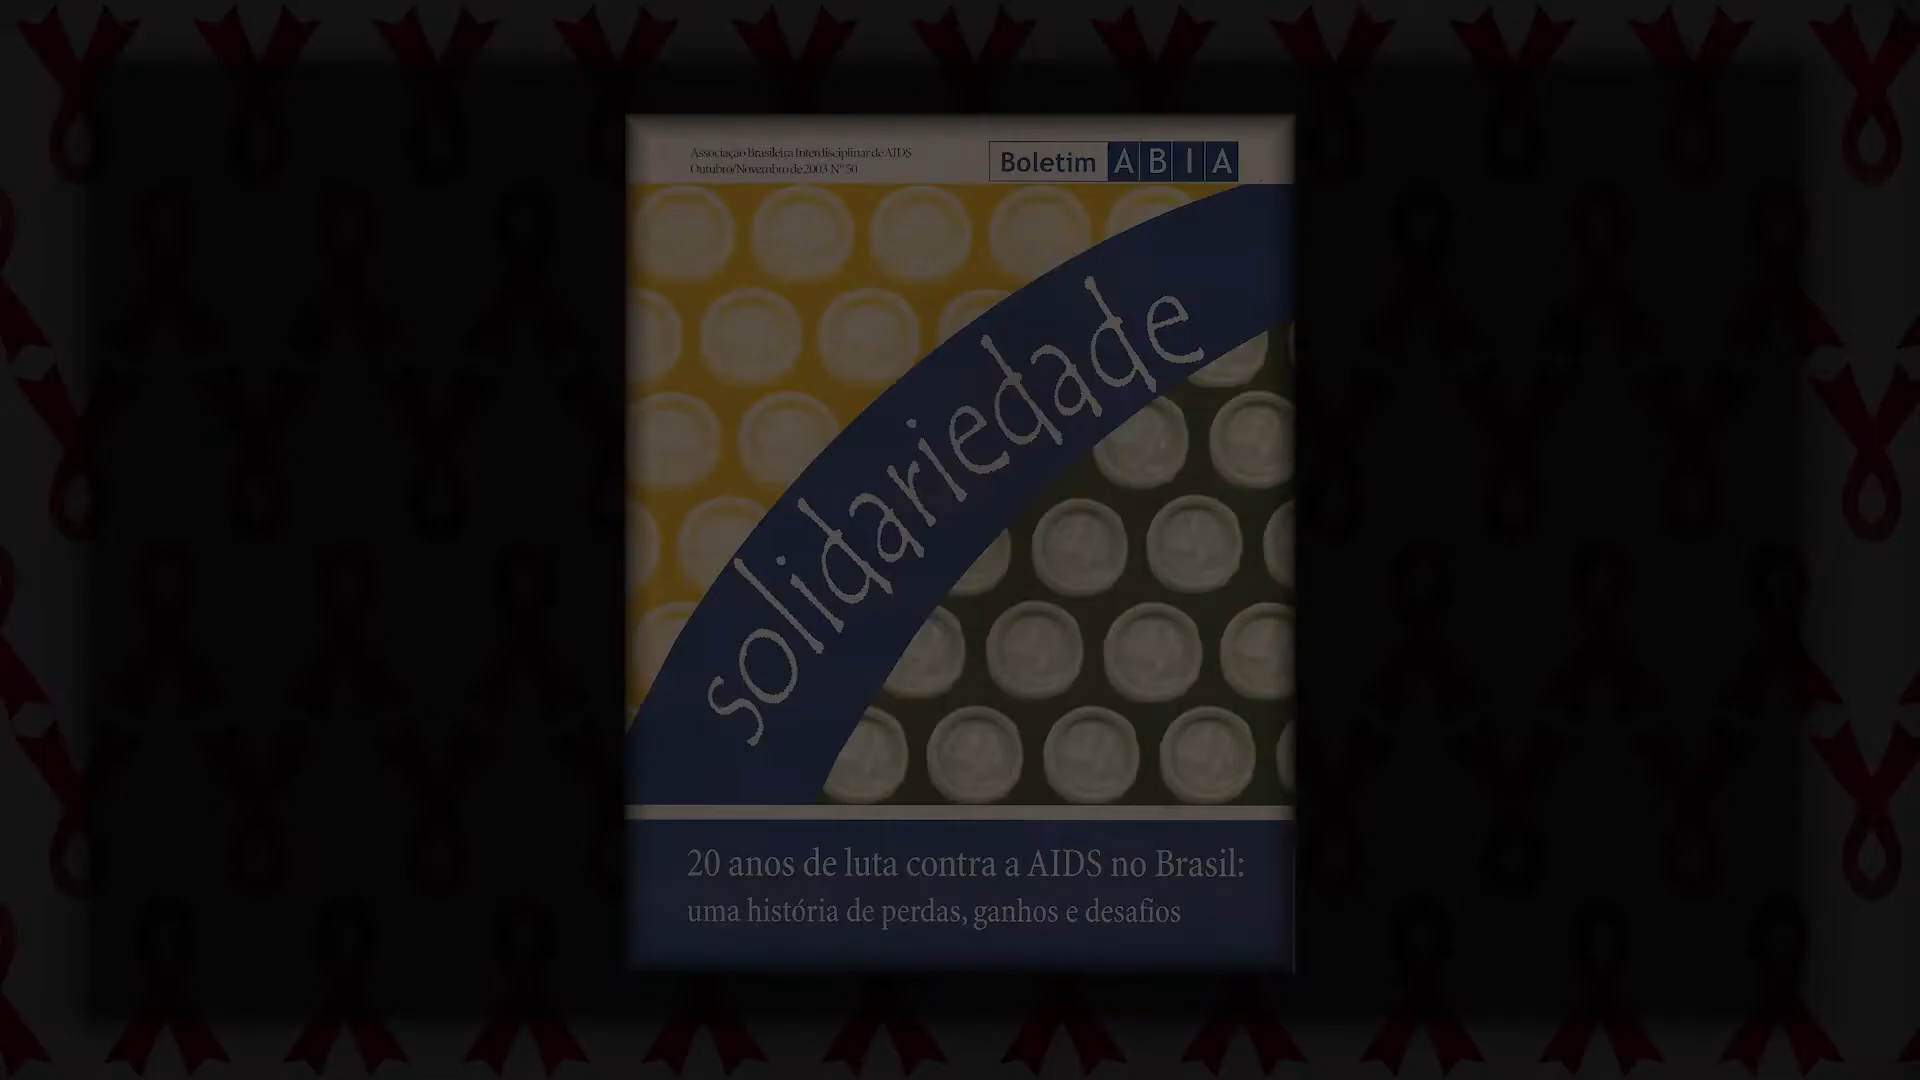 Associação Brasileira Interdisciplinar de AIDS
Outubro/Novembro de 2003 Nº 50
Boletim ABIA
solidariedade
20 anos de luta contra a AIDS no Brasil:
uma história de perdas, ganhos e desafios